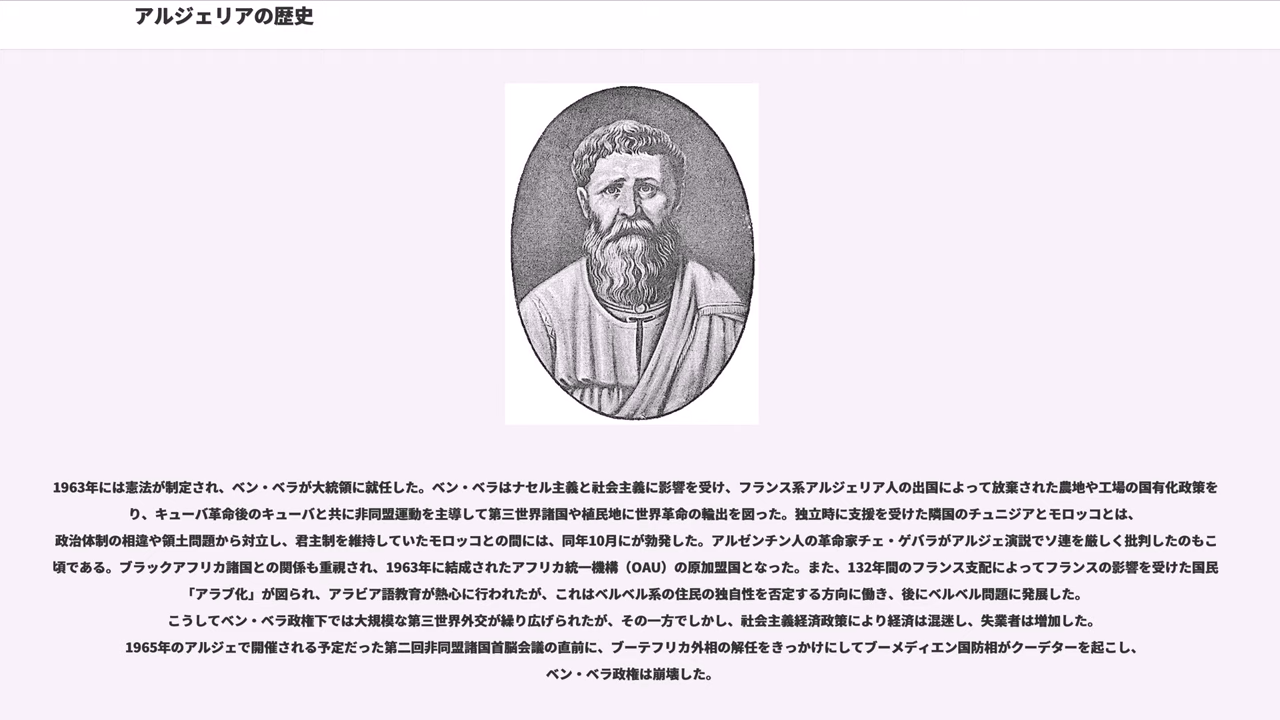 アルジェリアの歴史
1963年には憲法が制定され、ベン・ベラが大統領に就任した。ベン・ベラはナセル主義と社会主義に影響を受け、フランス系アルジェリア人の出国によって放棄された農地や工場の国有化政策を
り、キューバ革命後のキューバと共に非同盟運動を主導して第三世界諸国や植民地に世界革命の輸出を図った。独立時に支援を受けた隣国のチュニジアとモロッコとは、
政治体制の相違や領土問題から対立し、君主制を維持していたモロッコとの間には、同年10月にが勃発した。アルゼンチン人の革命家チェ・ゲバラがアルジェ演説でソ連を厳しく批判したのもこ
頃である。ブラックアフリカ諸国との関係も重視され、1963年に結成されたアフリカ統一機構（OAU）の原加盟国となった。また、132年間のフランス支配によってフランスの影響を受けた国民
「アラブ化」が図られ、アラビア語教育が熱心に行われたが、これはベルベル系の住民の独自性を否定する方向に働き、後にベルベル問題に発展した。
こうしてベン・ベラ政権下では大規模な第三世界外交が繰り広げられたが、その一方でしかし、社会主義経済政策により経済は混迷し、失業者は増加した。
1965年のアルジェで開催される予定だった第二回非同盟諸国首脳会議の直前に、ブーテフリカ外相の解任をきっかけにしてブーメディエン国防相がクーデターを起こし、
ベン・ベラ政権は崩壊した。